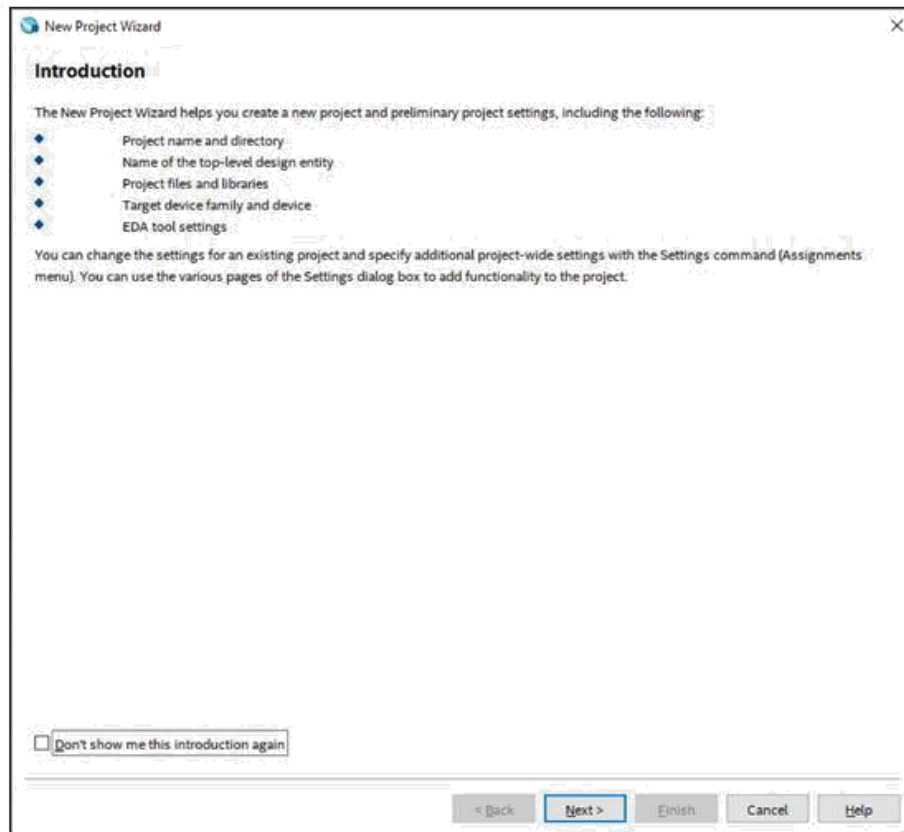 New Project Wizard
Introduction
The New Project Wizard helps you create a new project and preliminary project settings, including the following:
Project name and directory
Name of the top-level design entity
Project files and libraries
Target device family and device
EDA tool settings
You can change the settings for an existing project and specify additional project-wide settings with the Settings command (Assignments
menu). You can use the various pages of the Settings dialog box to add functionality to the project.
Don't show me this introduction again
< Back Next > Finish Cancel Help